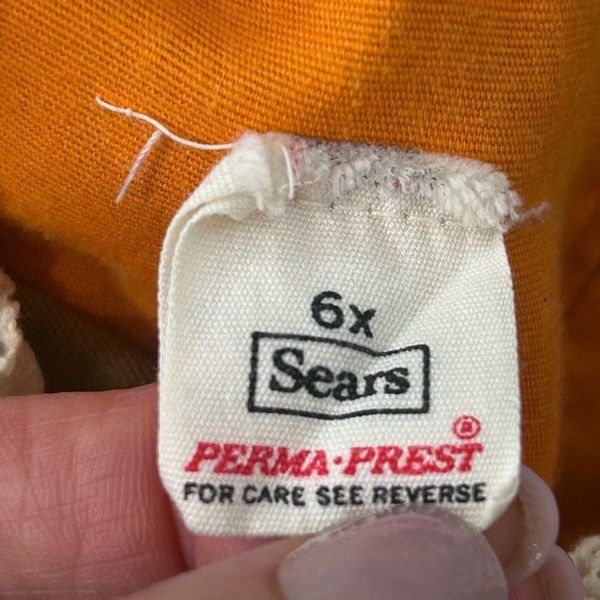 6x
Sears
PERMA·PREST®
FOR CARE SEE REVERSE